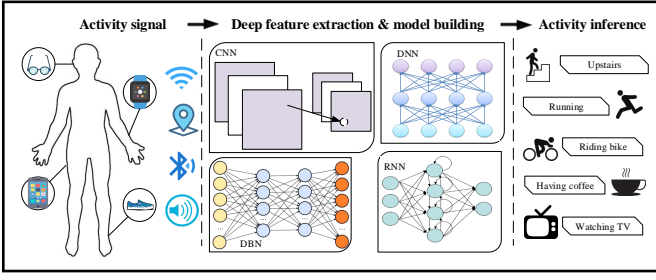 Activity signal
Deep feature extraction & model building
Activity inference
CNN
DNN
DBN
RNN
Upstairs
Running
Riding bike
Having coffee
Watching TV